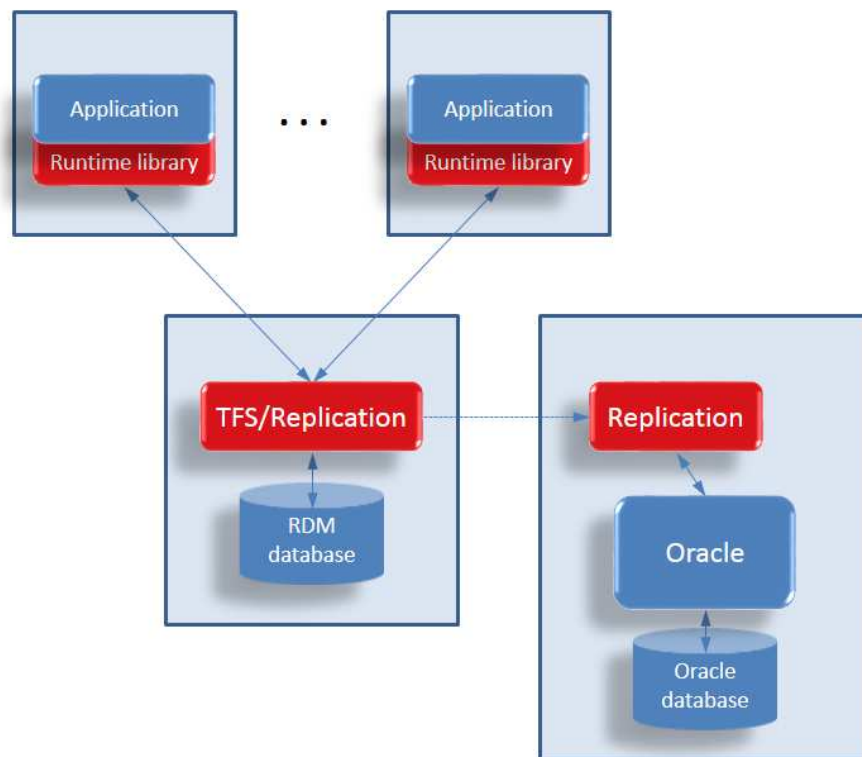 Application
Runtime library
. . .
Application
Runtime library
TFS/Replication
Replication
RDM
database
Oracle
Oracle
database